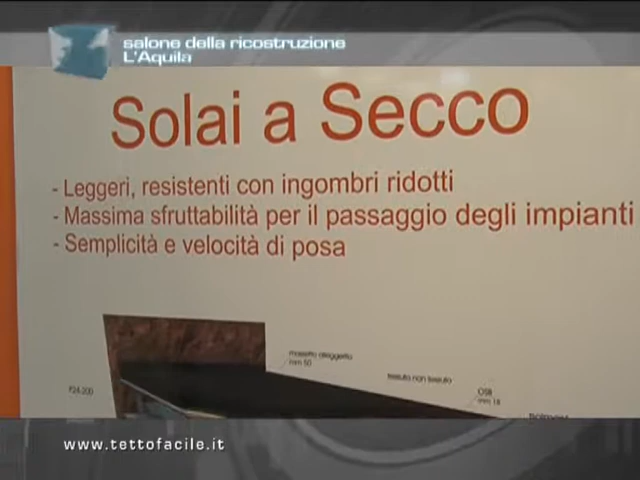 salone della ricostruzione
L'Aquila
Solai a Secco
- Leggeri, resistenti con ingombri ridotti
- Massima sfruttabilità per il passaggio degli impianti
- Semplicità e velocità di posa
massetto alleggerito
mm 50
tessuto non tessuto
OSB
mm 18
www.tettofacile.it